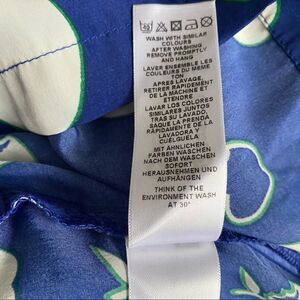 WASH WITH SIMILAR
COLOURS
AFTER WASHING
REMOVE PROMPTLY
AND HANG
LAVER ENSEMBLE LES
COULEURS DU MEME
TON
APRES LAVAGE,
RETIRER RAPIDEMENT
DE LA MACHINE ET
ETENDRE
LAVAR LOS COLORES
SIMILARES JUNTOS
TRAS SU LAVADO,
SAQUE LA PRENDA
RÁPIDAMENTE DE LA
LAVADORA Y
CUÉLGUELA
MIT ÄHNLICHEN
FARBEN WASCHEN
NACH DEM WASCHEN
SOFORT
HERAUSNEHMEN UND
AUFHÄNGEN
THINK OF THE
ENVIRONMENT WASH
AT 30°